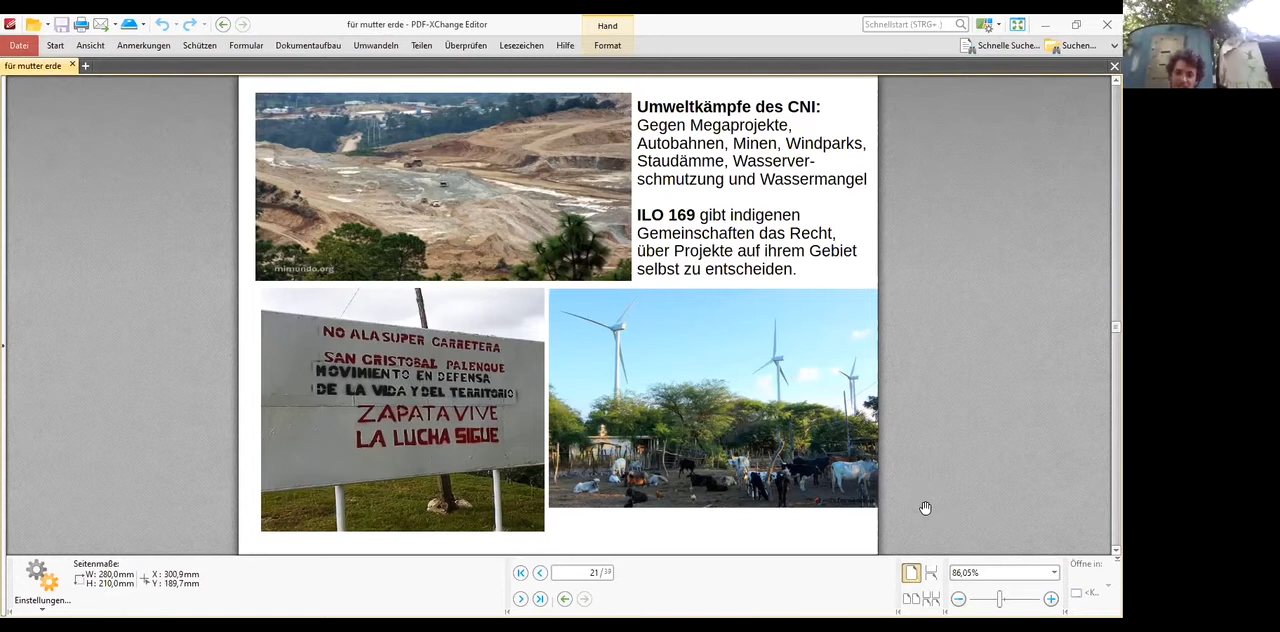 für mutter erde - PDF-XChange Editor
Hand
Schnellstart (STRG+.)
Datei
Start
Ansicht
Anmerkungen
Schützen
Formular
Dokumentaufbau
Umwandeln
Teilen
Überprüfen
Lesezeichen
Hilfe
Format
Schnelle Suche...
Suchen...
für mutter erde
mimundo.org
Umweltkämpfe des CNI:
Gegen Megaprojekte,
Autobahnen, Minen, Windparks,
Staudämme, Wasserver-
schmutzung und Wassermangel
ILO 169 gibt indigenen
Gemeinschaften das Recht,
über Projekte auf ihrem Gebiet
selbst zu entscheiden.
NO A LA SUPER CARRETERA
SAN CRISTOBAL PALENQUE
MOVIMIENTO EN DEFENSA
DE LA VIDA Y DEL TERRITORIO
ZAPATA VIVE
LA LUCHA SIGUE
Einstellungen...
Seitenmaße:
W: 280,0mm
H: 210,0mm
X : 300,9mm
Y : 189,7mm
21 / 39
86,05%
Öffne in:
<K..